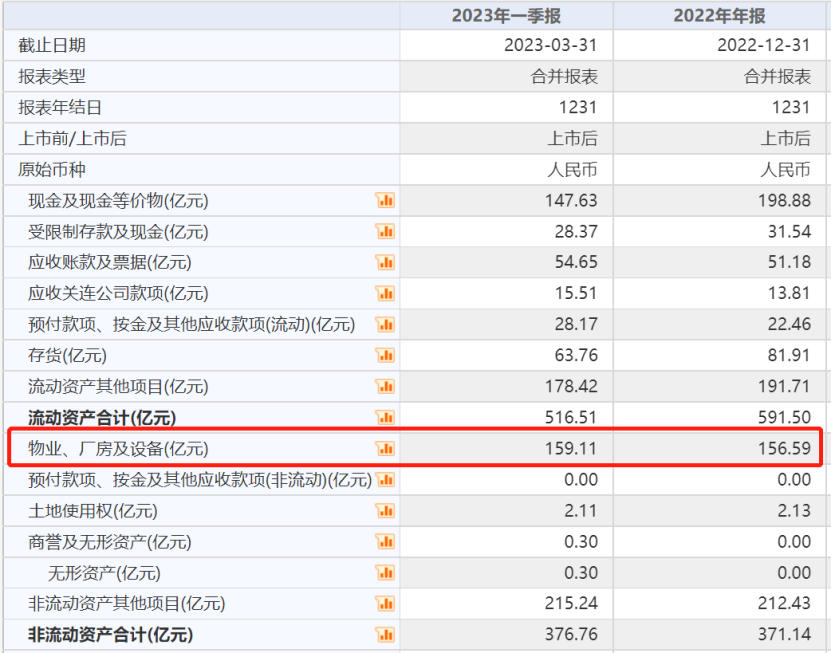 2023年一季报 2022年年报
截止日期 2023-03-31 2022-12-31
报表类型 合并报表 合并报表
报表年结日 1231 1231
上市前/上市后 上市后 上市后
原始币种 人民币 人民币
现金及现金等价物(亿元) 147.63 198.88
受限制存款及现金(亿元) 28.37 31.54
应收账款及票据(亿元) 54.65 51.18
应收关连公司款项(亿元) 15.51 13.81
预付款项、按金及其他应收款项(流动)(亿元) 28.17 22.46
存货(亿元) 63.76 81.91
流动资产其他项目(亿元) 178.42 191.71
流动资产合计(亿元) 516.51 591.50
物业、厂房及设备(亿元) 159.11 156.59
预付款项、按金及其他应收款项(非流动)(亿元) 0.00 0.00
土地使用权(亿元) 2.11 2.13
商誉及无形资产(亿元) 0.30 0.00
无形资产(亿元) 0.30 0.00
非流动资产其他项目(亿元) 215.24 212.43
非流动资产合计(亿元) 376.76 371.14